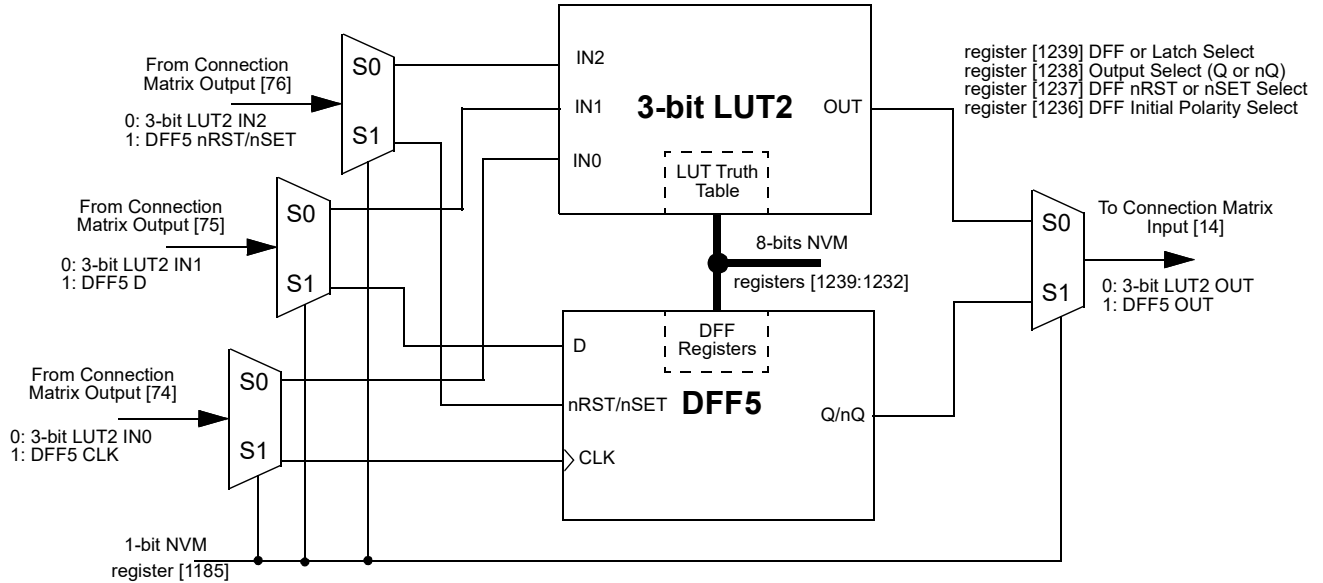 From Connection
Matrix Output [76]
0: 3-bit LUT2 IN2
1: DFF5 nRST/nSET
S0
S1
From Connection
Matrix Output [75]
0: 3-bit LUT2 IN1
1: DFF5 D
S0
S1
From Connection
Matrix Output [74]
0: 3-bit LUT2 IN0
1: DFF5 CLK
S0
S1
1-bit NVM
register [1185]
IN2
IN1
IN0
3-bit LUT2
OUT
LUT Truth
Table
8-bits NVM
registers [1239:1232]
DFF
Registers
D
nRST/nSET
DFF5
Q/nQ
CLK
register [1239] DFF or Latch Select
register [1238] Output Select (Q or nQ)
register [1237] DFF nRST or nSET Select
register [1236] DFF Initial Polarity Select
S0
S1
To Connection Matrix
Input [14]
0: 3-bit LUT2 OUT
1: DFF5 OUT